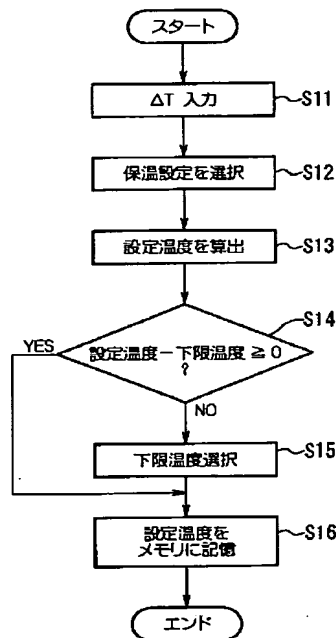 スタート
ΔT 入力
S11
保温設定を選択
S12
設定温度を算出
S13
S14
YES
設定温度－下限温度 ≧ 0
?
NO
下限温度選択
S15
設定温度を
メモリに記憶
S16
エンド